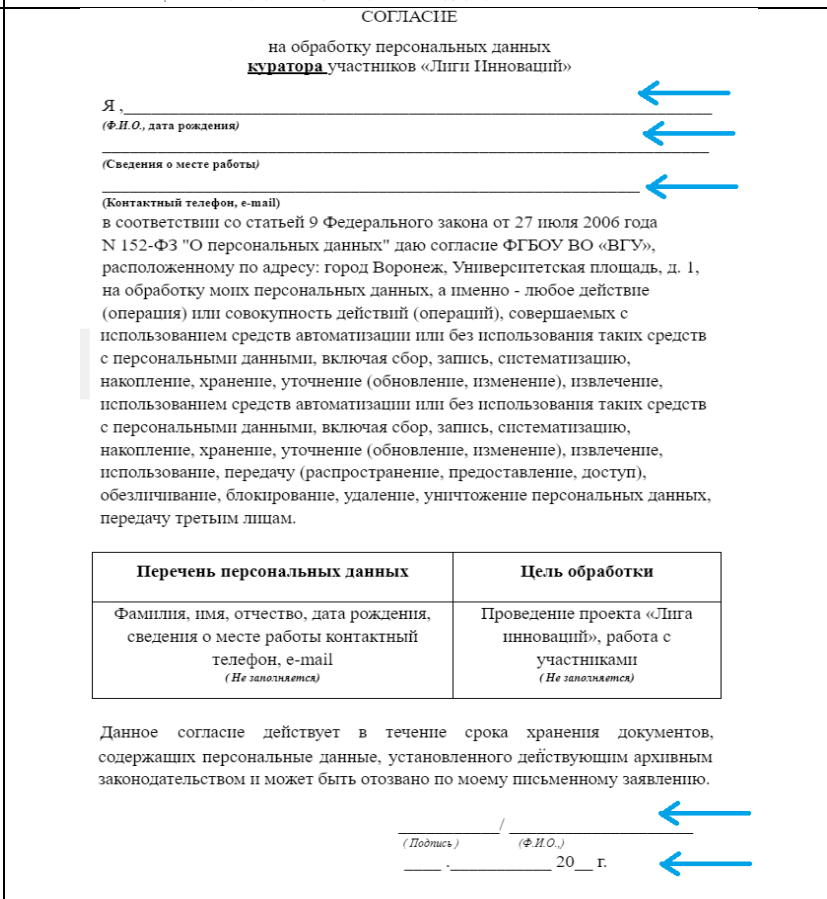 СОГЛАСИЕ
на обработку персональных данных
куратора участников «Лиги Инноваций»
Я ,______________________________
(Ф.И.О., дата рождения)
______________________________
(Сведения о месте работы)
______________________________
(Контактный телефон, e-mail)
в соответствии со статьей 9 Федерального закона от 27 июля 2006 года
N 152-ФЗ "О персональных данных" даю согласие ФГБОУ ВО «ВГУ»,
расположенному по адресу: город Воронеж, Университетская площадь, д. 1,
на обработку моих персональных данных, а именно - любое действие
(операция) или совокупность действий (операций), совершаемых с
использованием средств автоматизации или без использования таких средств
с персональными данными, включая сбор, запись, систематизацию,
накопление, хранение, уточнение (обновление, изменение), извлечение,
использованием средств автоматизации или без использования таких средств
с персональными данными, включая сбор, запись, систематизацию,
накопление, хранение, уточнение (обновление, изменение), извлечение,
использование, передачу (распространение, предоставление, доступ),
обезличивание, блокирование, удаление, уничтожение персональных данных,
передачу третьим лицам.
Перечень персональных данных
Цель обработки
Фамилия, имя, отчество, дата рождения,
сведения о месте работы контактный
телефон, e-mail
( Не заполняется)
Проведение проекта «Лига
инноваций», работа с
участниками
( Не заполняется)
Данное согласие действует в течение срока хранения документов,
содержащих персональные данные, установленного действующим архивным
законодательством и может быть отозвано по моему письменному заявлению.
___________/ ____________________
( Подпись ) (Ф.И.О.,)
____ .___________ 20__ г.